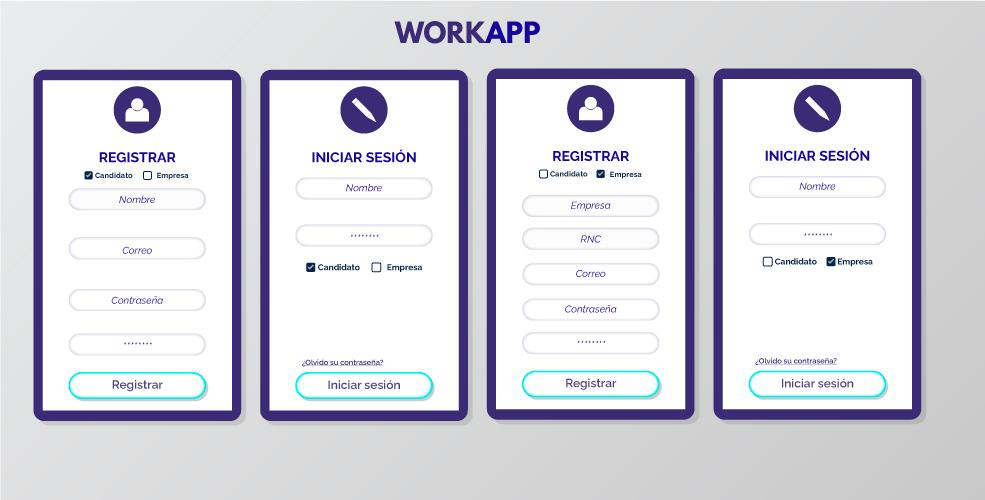 WORKAPP
REGISTRAR
Candidato Empresa
Nombre
Correo
Contraseña
********
Registrar
INICIAR SESIÓN
Nombre
********
Candidato Empresa
¿Olvido su contraseña?
Iniciar sesión
REGISTRAR
Candidato Empresa
Empresa
RNC
Correo
Contraseña
********
Registrar
INICIAR SESIÓN
Nombre
********
Candidato Empresa
¿Olvido su contraseña?
Iniciar sesión